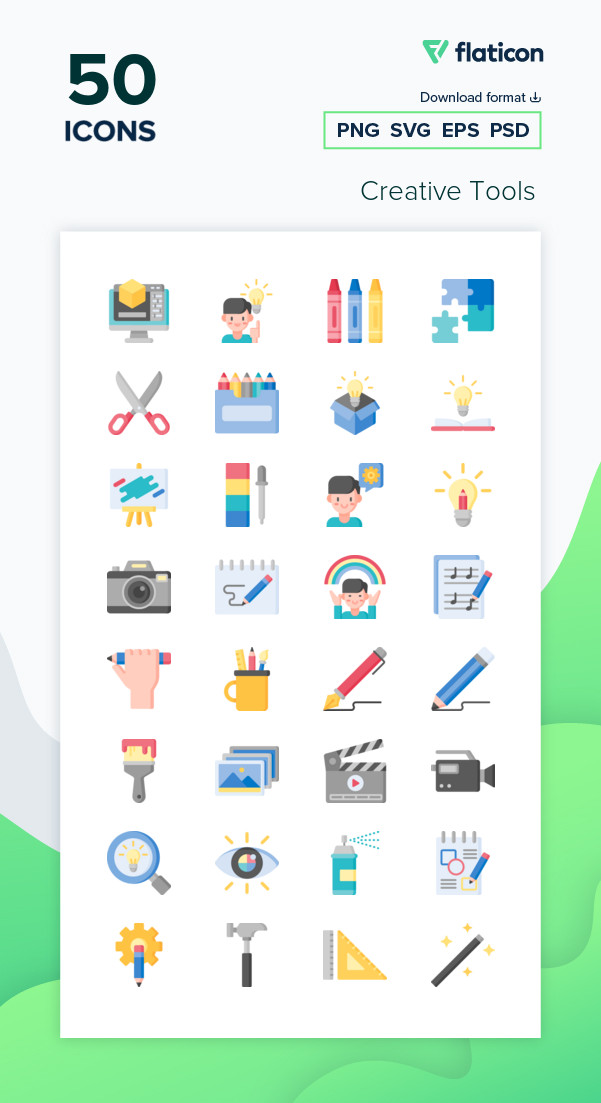 50
ICONS
flaticon
Download format
PNG SVG EPS PSD
Creative Tools